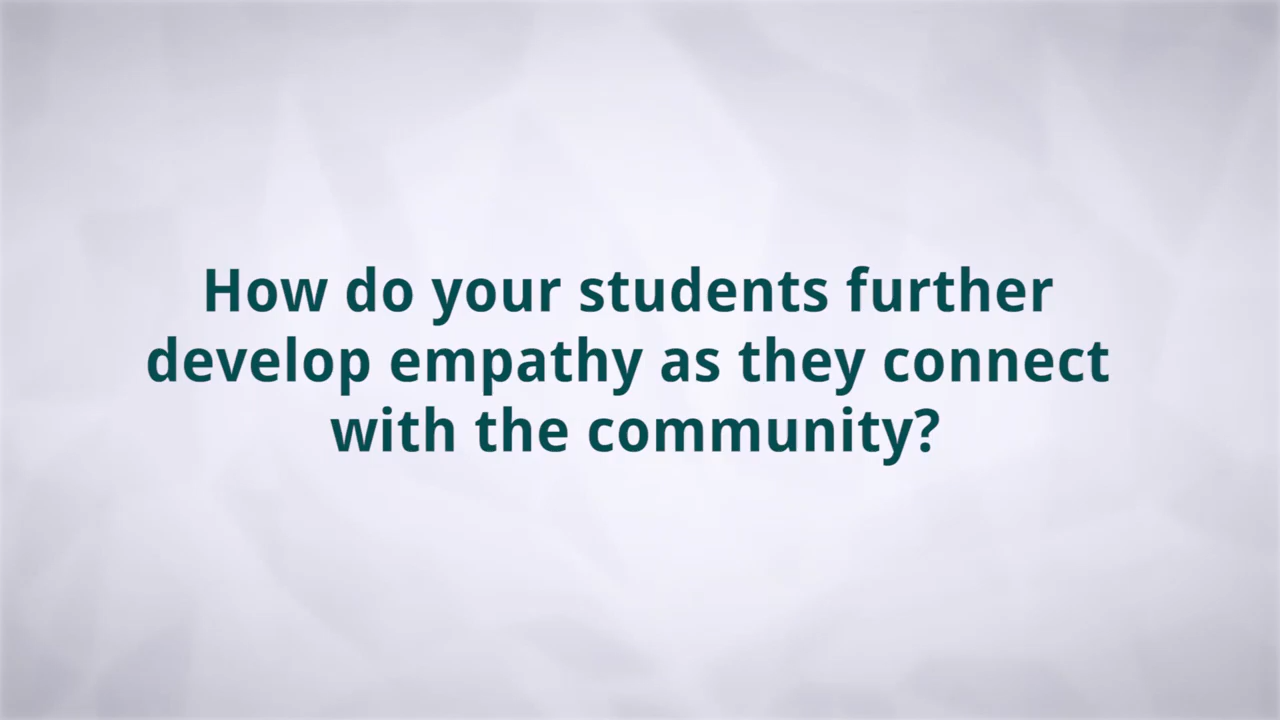 How do your students further
develop empathy as they connect
with the community?